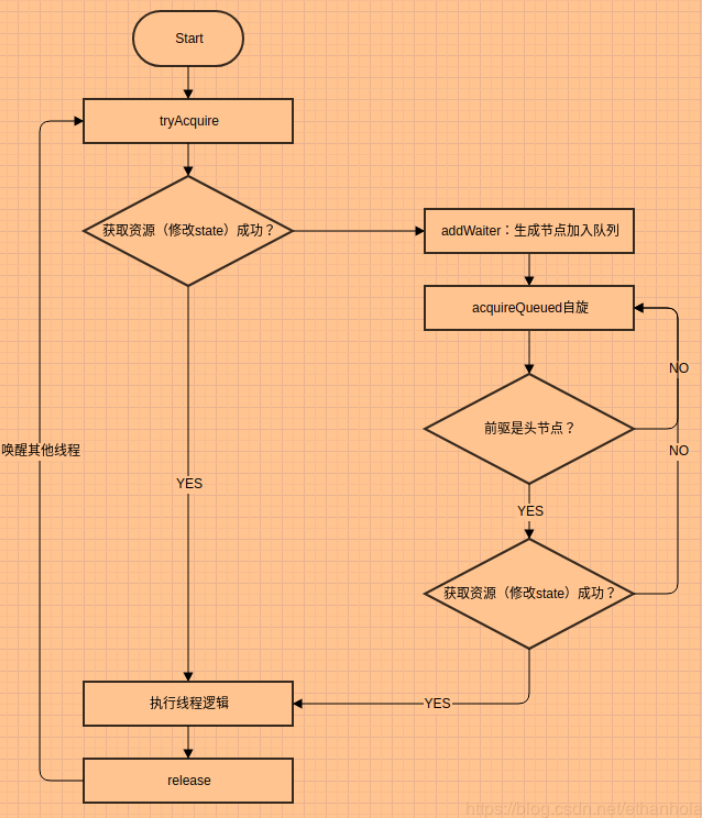 Start
tryAcquire
获取资源（修改state）成功？
addWaiter：生成节点加入队列
acquireQueued自旋
NO
前驱是头节点？
唤醒其他线程
NO
YES
YES
获取资源（修改state）成功？
执行线程逻辑
YES
release
https://blog.csdn.net/ethanhola